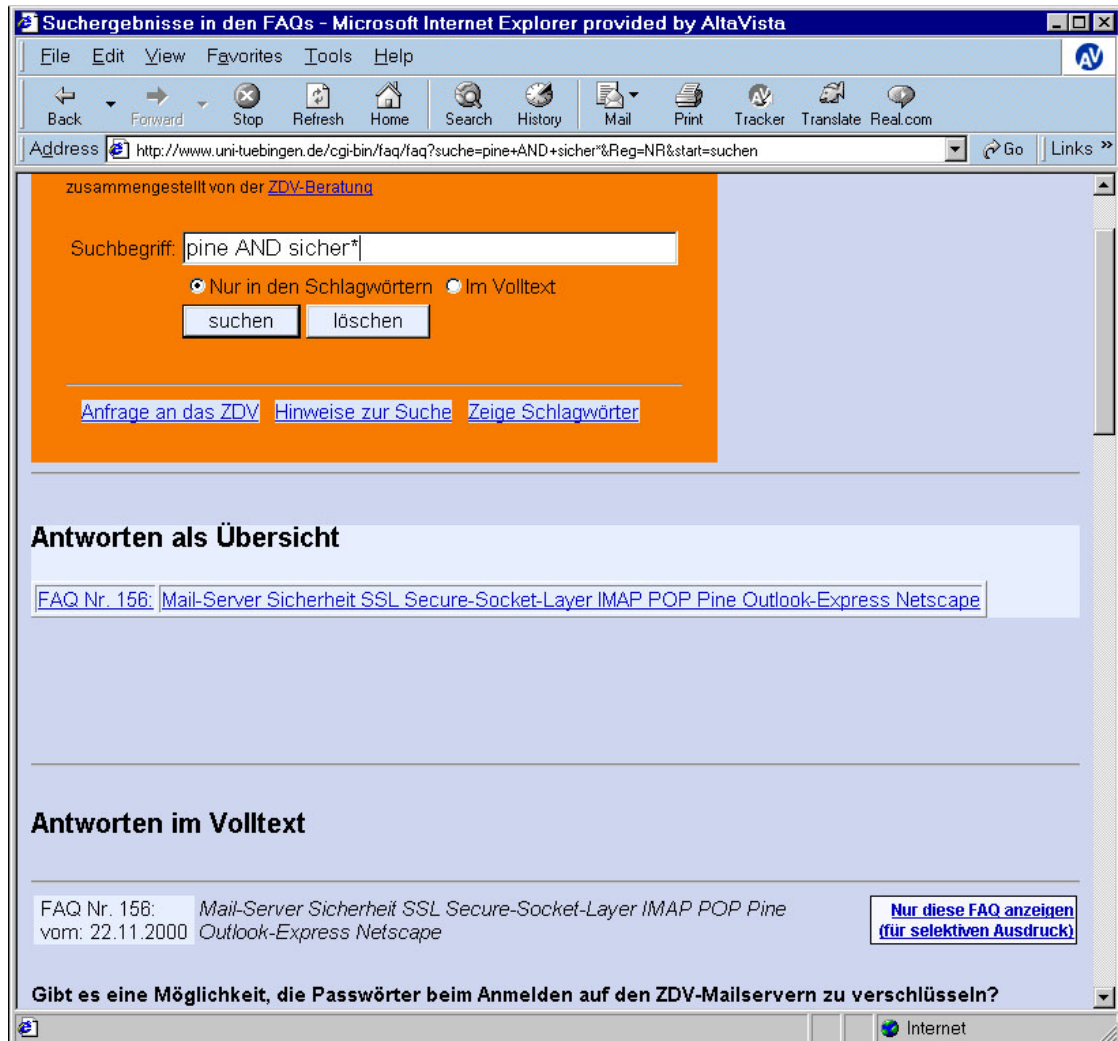 Suchergebnisse in den FAQs - Microsoft Internet Explorer provided by AltaVista
File Edit View Favorites Tools Help
Back Forward Stop Refresh Home Search History Mail Print Tracker Translate Real.com
Address http://www.uni-tuebingen.de/cgi-bin/faq/faq?suche=pine+AND+sicher*&Reg=NR&start=suchen Go Links »
zusammengestellt von der ZDV-Beratung
Suchbegriff: pine AND sicher*
Nur in den Schlagwörtern Im Volltext
suchen löschen
Anfrage an das ZDV Hinweise zur Suche Zeige Schlagwörter
Antworten als Übersicht
FAQ Nr. 156: Mail-Server Sicherheit SSL Secure-Socket-Layer IMAP POP Pine Outlook-Express Netscape
Antworten im Volltext
FAQ Nr. 156: Mail-Server Sicherheit SSL Secure-Socket-Layer IMAP POP Pine Nur diese FAQ anzeigen
vom: 22.11.2000 Outlook-Express Netscape (für selektiven Ausdruck)
Gibt es eine Möglichkeit, die Passwörter beim Anmelden auf den ZDV-Mailservern zu verschlüsseln?
Internet